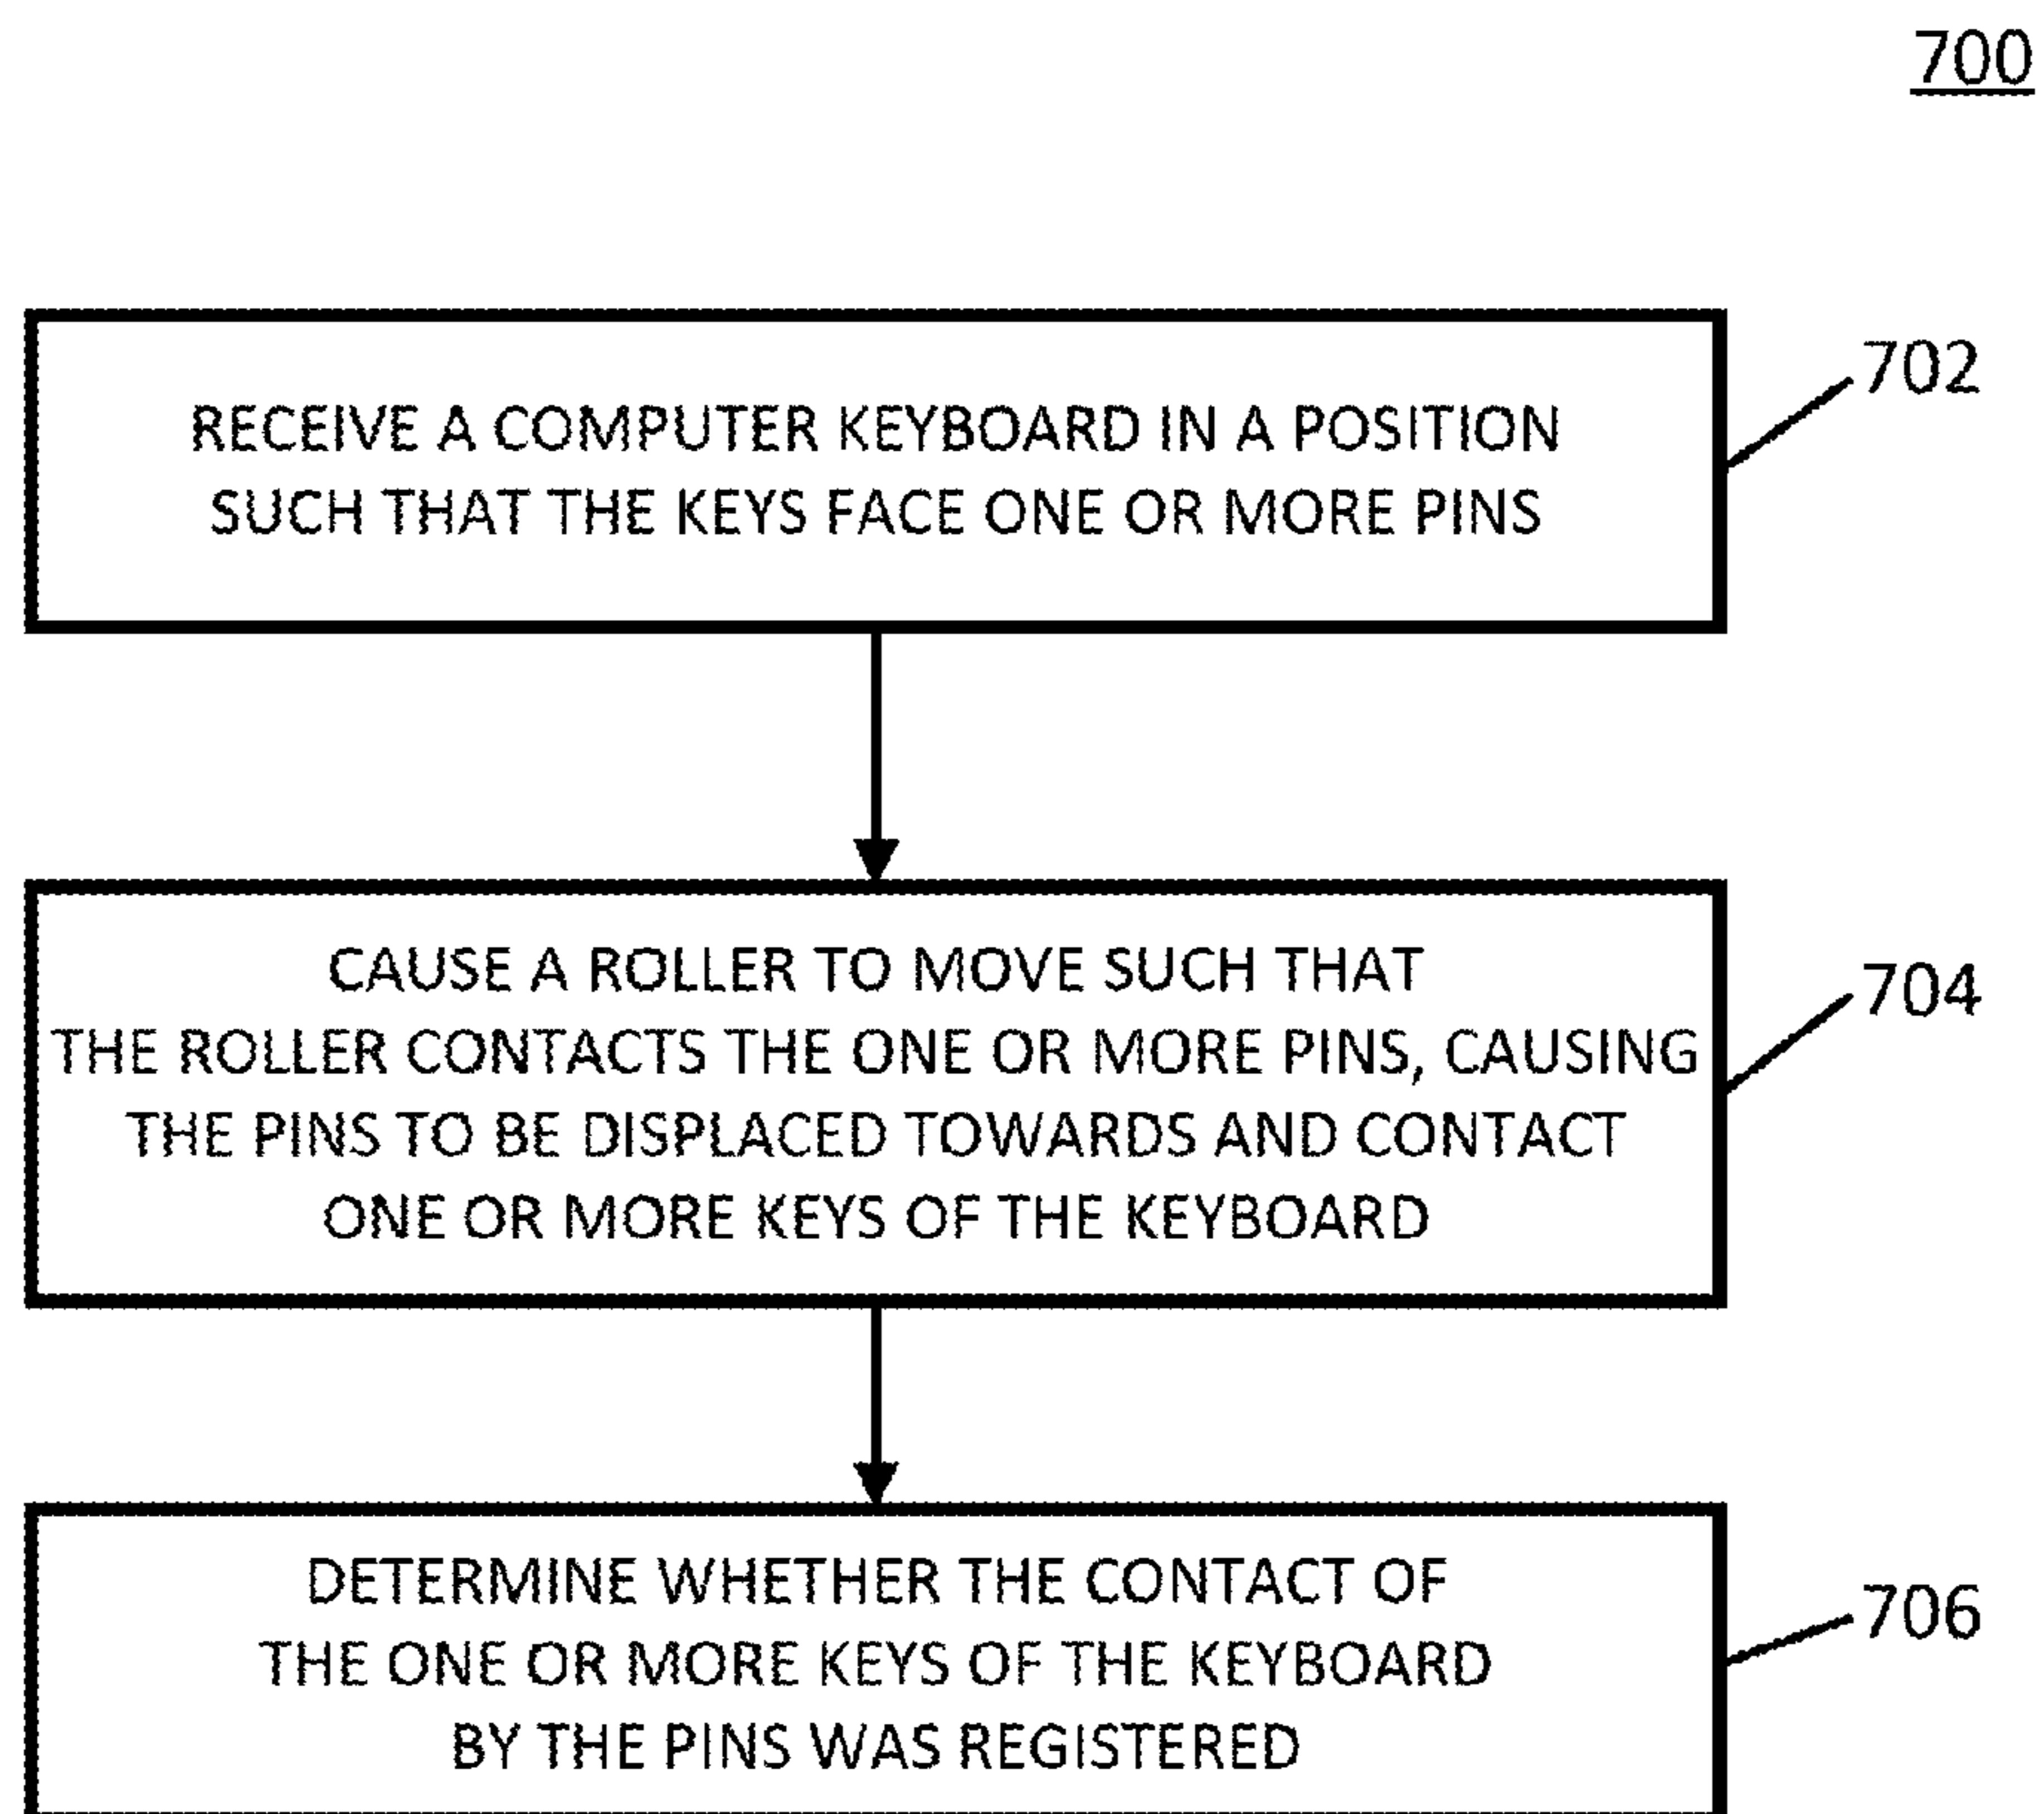 700
RECEIVE A COMPUTER KEYBOARD IN A POSITION
SUCH THAT THE KEYS FACE ONE OR MORE PINS
702
CAUSE A ROLLER TO MOVE SUCH THAT
THE ROLLER CONTACTS THE ONE OR MORE PINS, CAUSING
THE PINS TO BE DISPLACED TOWARDS AND CONTACT
ONE OR MORE KEYS OF THE KEYBOARD
704
DETERMINE WHETHER THE CONTACT OF
THE ONE OR MORE KEYS OF THE KEYBOARD
BY THE PINS WAS REGISTERED
706